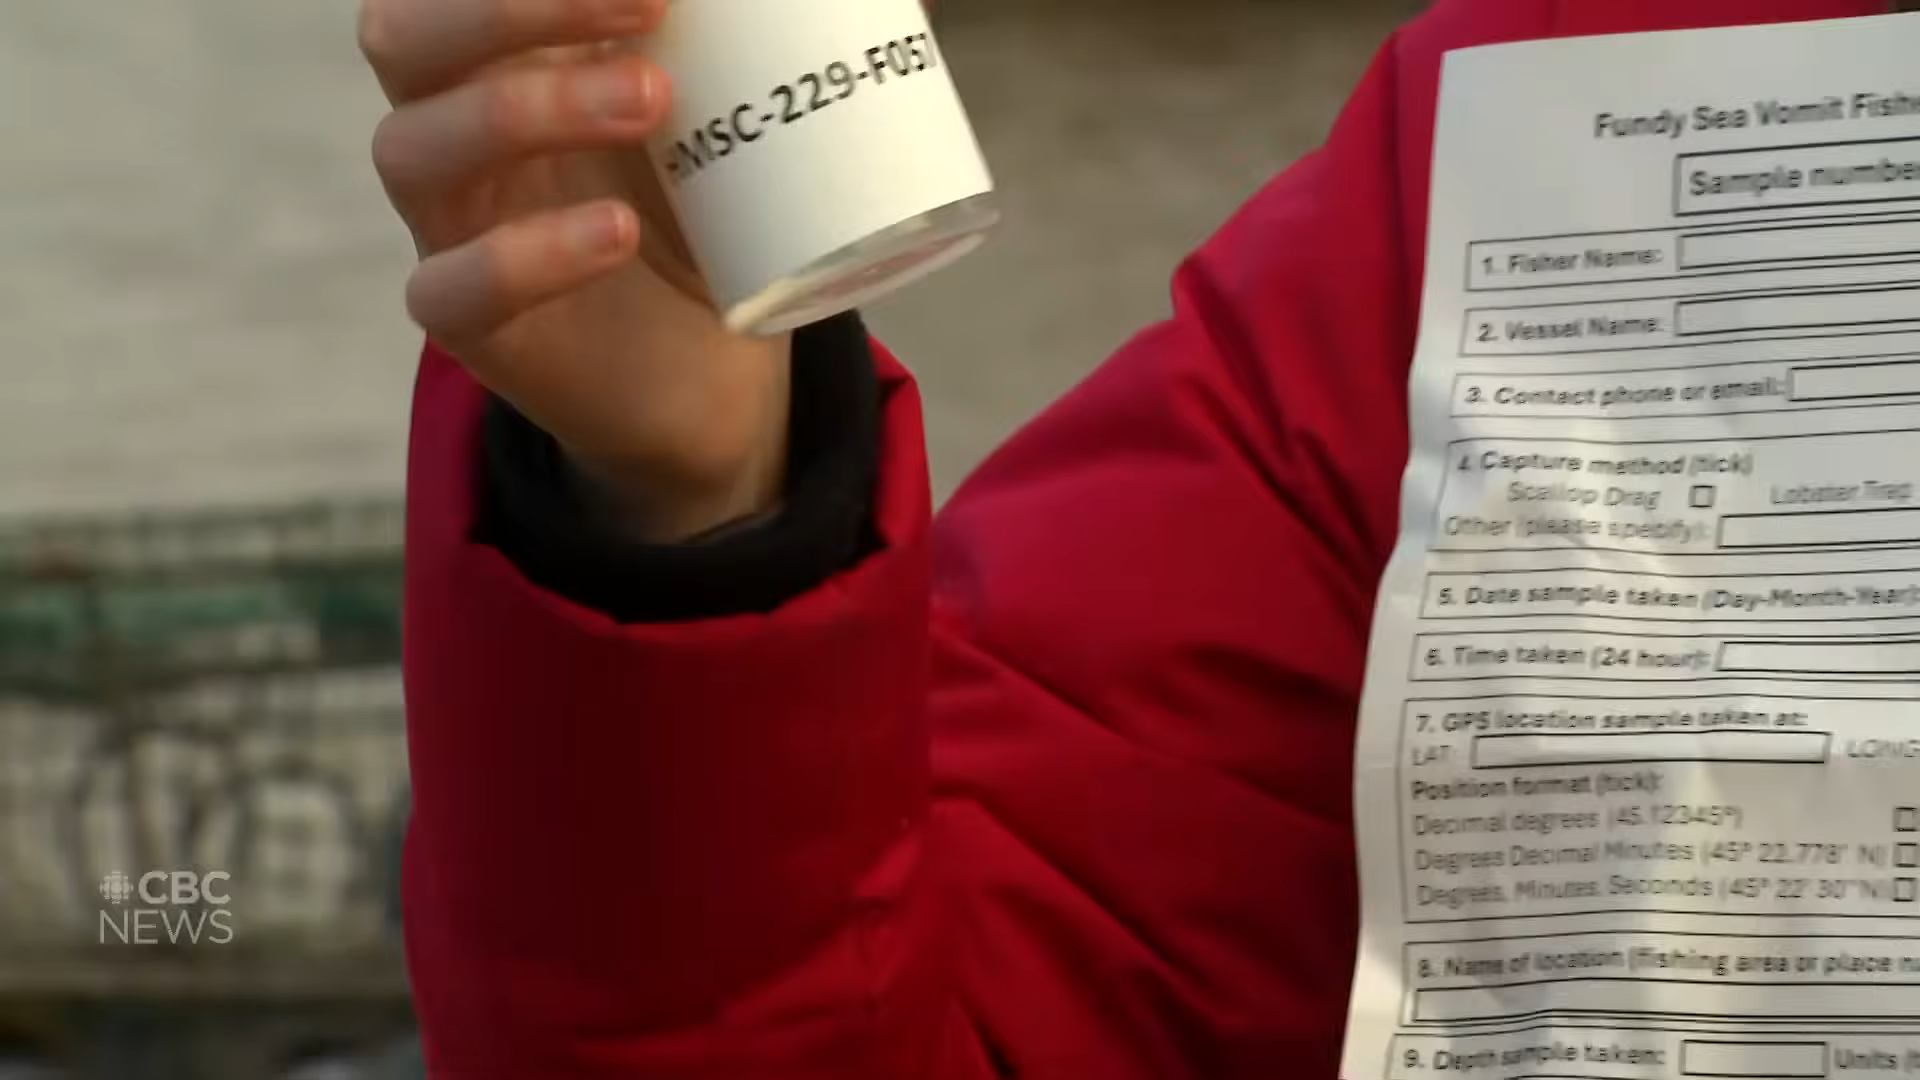 HMSC-229-F057
Fundy Sea Vomit
Sample number
1. Fisher Name:
2. Vessel Name:
3. Contact phone or email:
4. Capture method (tick)
Scallop Drag Lobster Trap
Other (please specify):
5. Date sample taken (Day-Month-Year):
6. Time taken (24 hour):
7. GPS location sample taken at:
LAT LONG
Position format (tick):
Decimal degrees (45.12345°)
Degrees Decimal Minutes (45° 22.778' N)
Degrees, Minutes, Seconds (45° 22' 30" N)
8. Name of location (fishing area or place
9. Depth sample taken: Units
CBC
NEWS